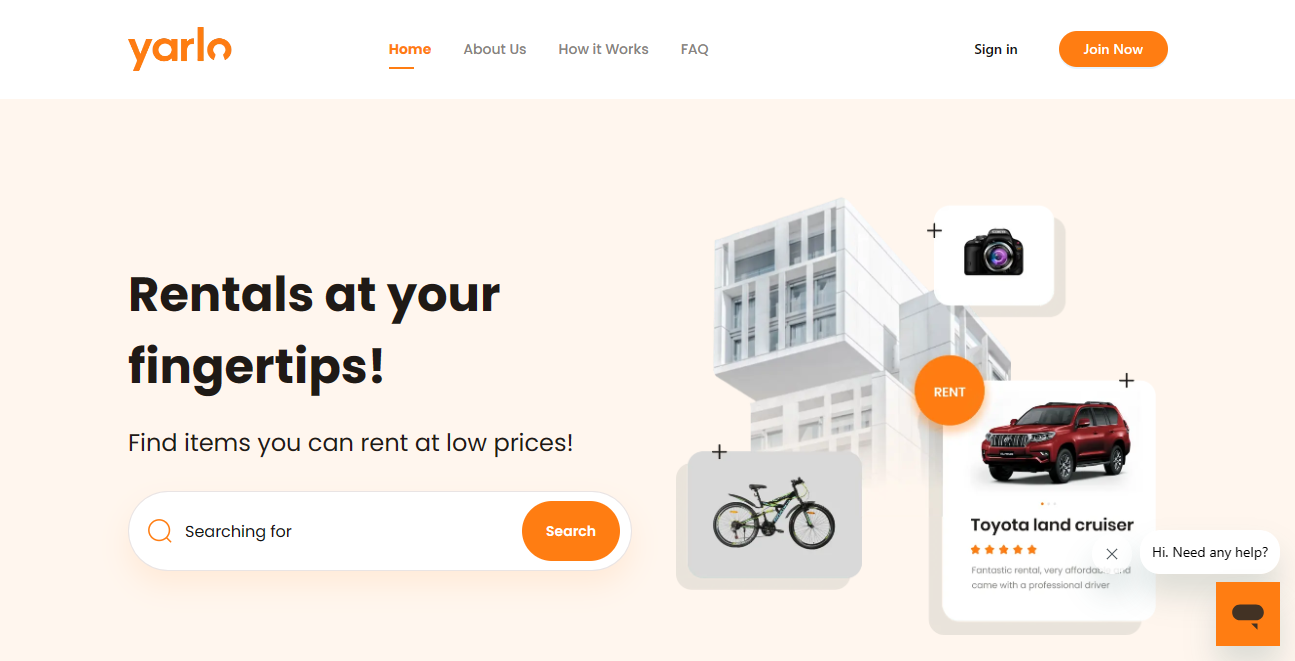 yarlo
Home
About Us
How it Works
FAQ
Sign in
Join Now
Rentals at your
fingertips!
Find items you can rent at low prices!
Searching for
Search
RENT
Toyota land cruiser
Hi. Need any help?
Fantastic rental, very affordable and
came with a professional driver